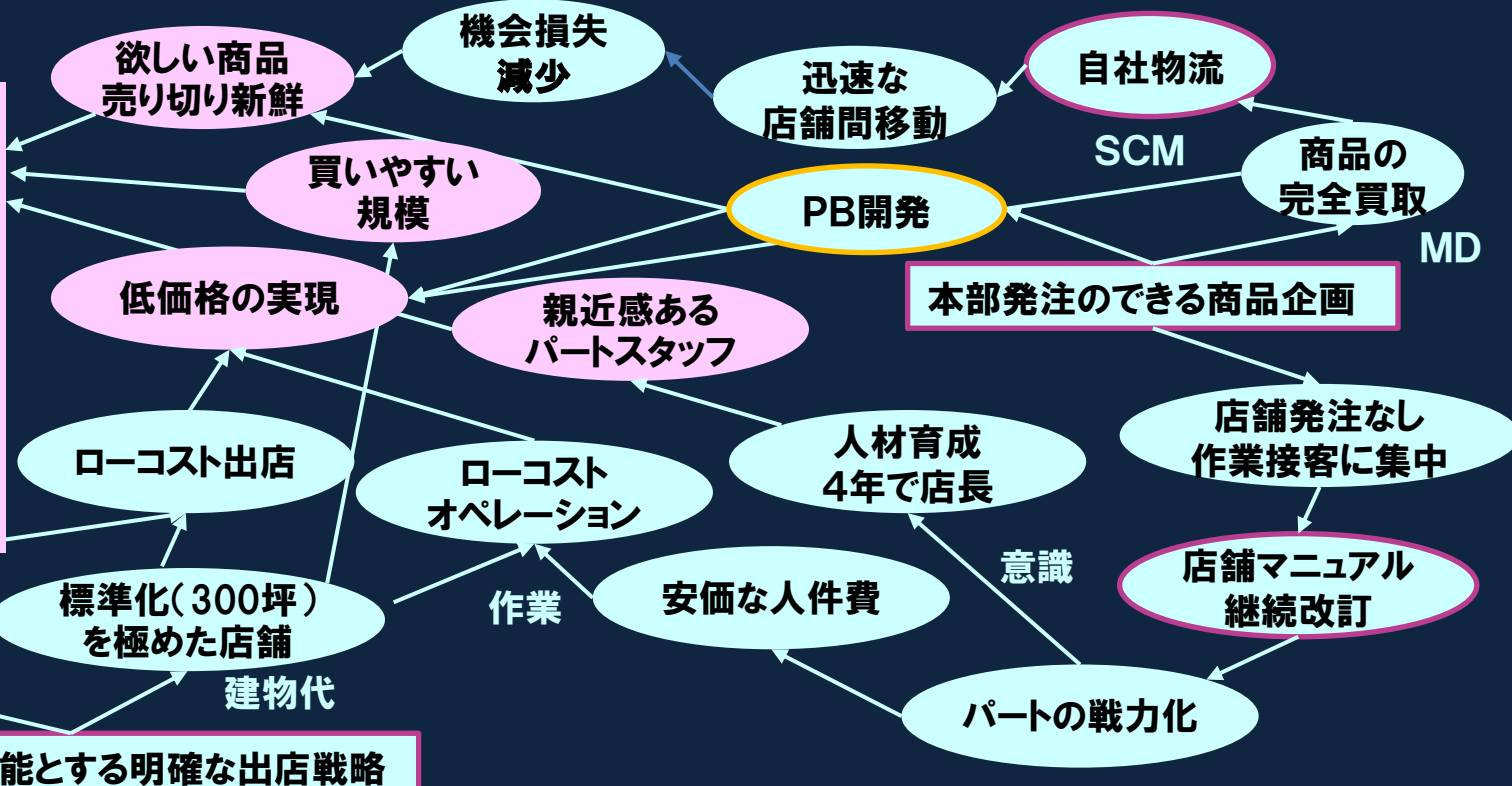 機会損失
減少
欲しい商品
売り切り新鮮
迅速な
店舗間移動
自社物流
SCM
商品の
完全買取
MD
買いやすい
規模
PB開発
低価格の実現
親近感ある
パートスタッフ
本部発注のできる商品企画
店舗発注なし
作業接客に集中
ローコスト出店
ローコスト
オペレーション
人材育成
4年で店長
意識
店舗マニュアル
継続改訂
標準化(300坪)
を極めた店舗
作業
安価な人件費
建物代
パートの戦力化
能とする明確な出店戦略